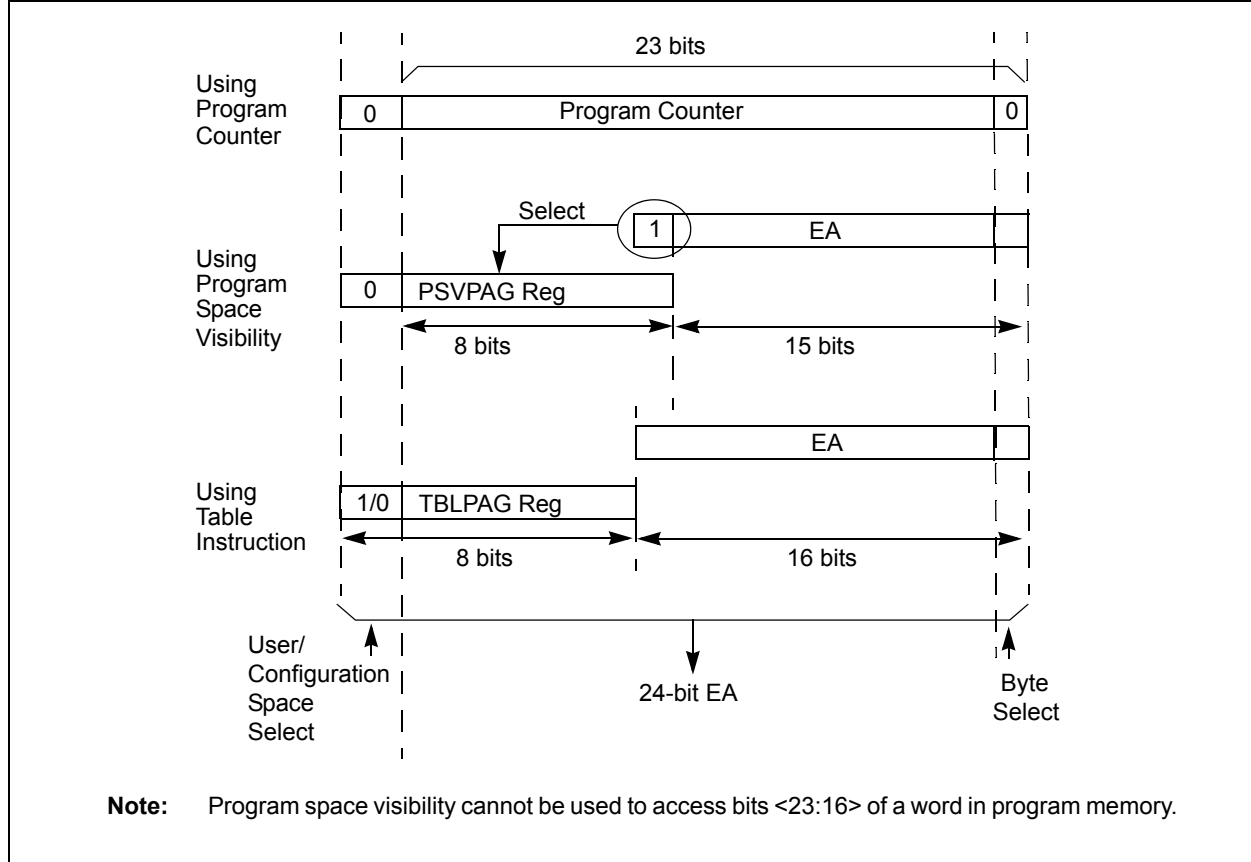 23 bits
Using
Program
Counter
0
Program Counter
0
Select
1
EA
Using
Program
Space
Visibility
0
PSVPAG Reg
8 bits
15 bits
EA
Using
Table
Instruction
1/0
TBLPAG Reg
8 bits
16 bits
User/
Configuration
Space
Select
24-bit EA
Byte
Select
Note: Program space visibility cannot be used to access bits <23:16> of a word in program memory.